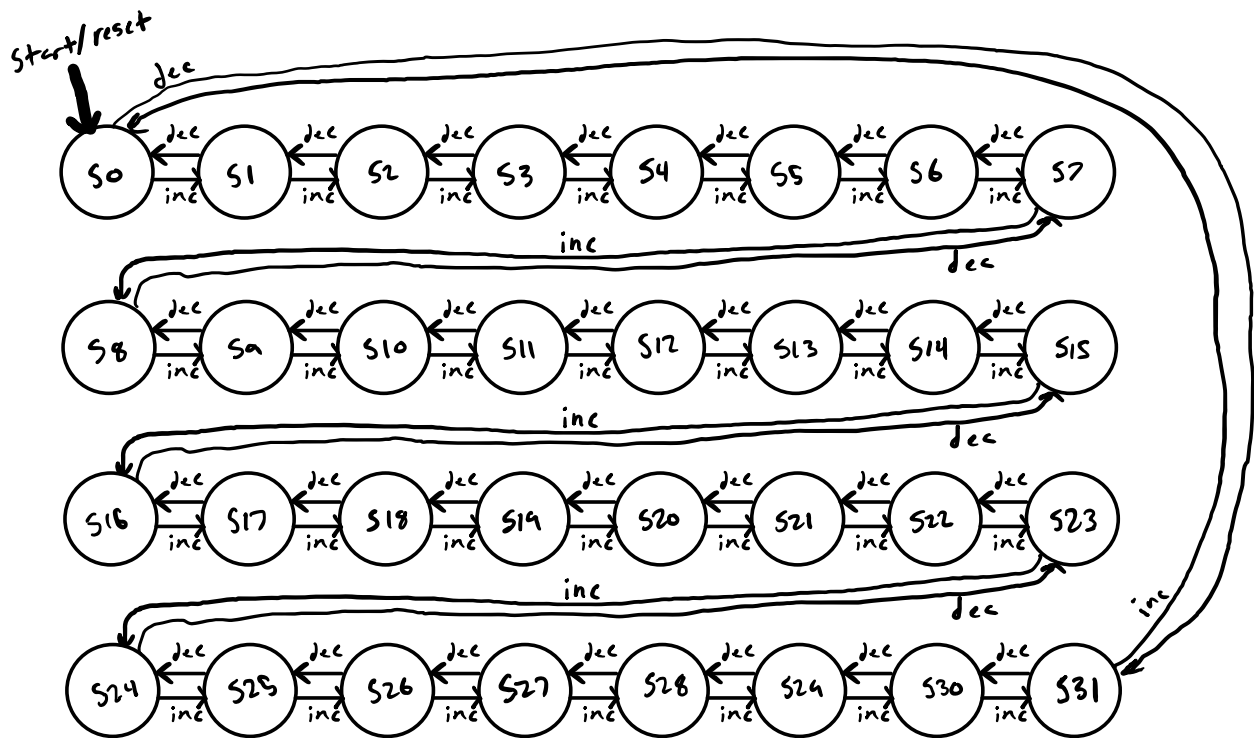 start/reset
dec
dec dec dec dec dec dec dec
S0 S1 S2 S3 S4 S5 S6 S7
inc inc inc inc inc inc inc
inc
dec
dec dec dec dec dec dec dec
S8 S9 S10 S11 S12 S13 S14 S15
inc inc inc inc inc inc inc
inc
dec
dec dec dec dec dec dec dec
S16 S17 S18 S19 S20 S21 S22 S23
inc inc inc inc inc inc inc
inc
dec
inc
dec dec dec dec dec dec dec
S24 S25 S26 S27 S28 S29 S30 S31
inc inc inc inc inc inc inc